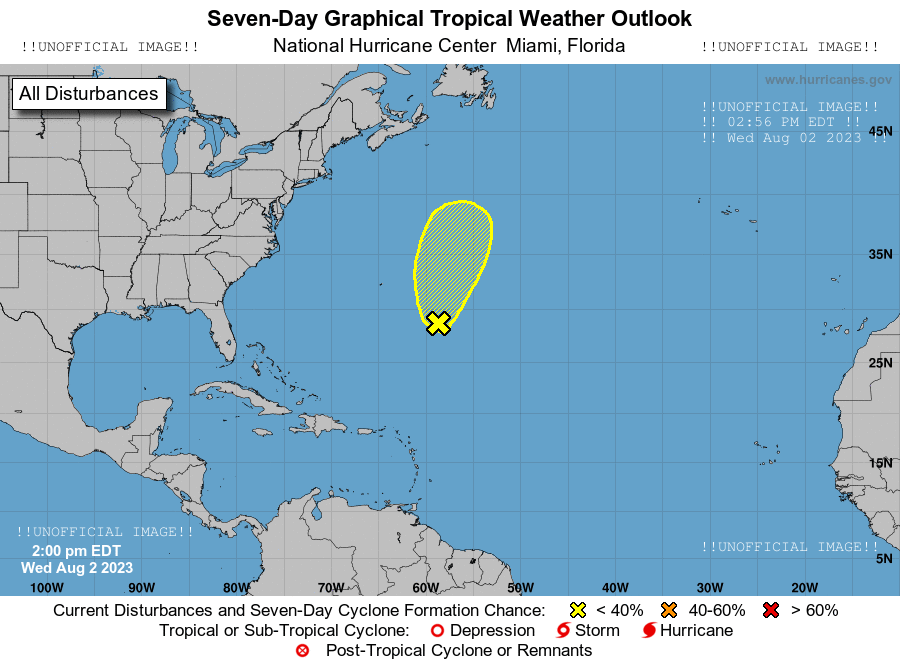 Seven-Day Graphical Tropical Weather Outlook
!!UNOFFICIAL IMAGE!! National Hurricane Center Miami, Florida !!UNOFFICIAL IMAGE!!
www.hurricanes.gov
All Disturbances
!!UNOFFICIAL IMAGE!!
!! 02:56 PM EDT !!
!! Wed Aug 02 2023 !!
45N
35N
25N
15N
!!UNOFFICIAL IMAGE!!
!!UNOFFICIAL IMAGE!!
2:00 pm EDT
Wed Aug 2 2023
5N
100W 90W 80W 70W 60W 50W 40W 30W 20W
Current Disturbances and Seven-Day Cyclone Formation Chance: < 40% 40-60% > 60%
Tropical or Sub-Tropical Cyclone: Depression Storm Hurricane
Post-Tropical Cyclone or Remnants